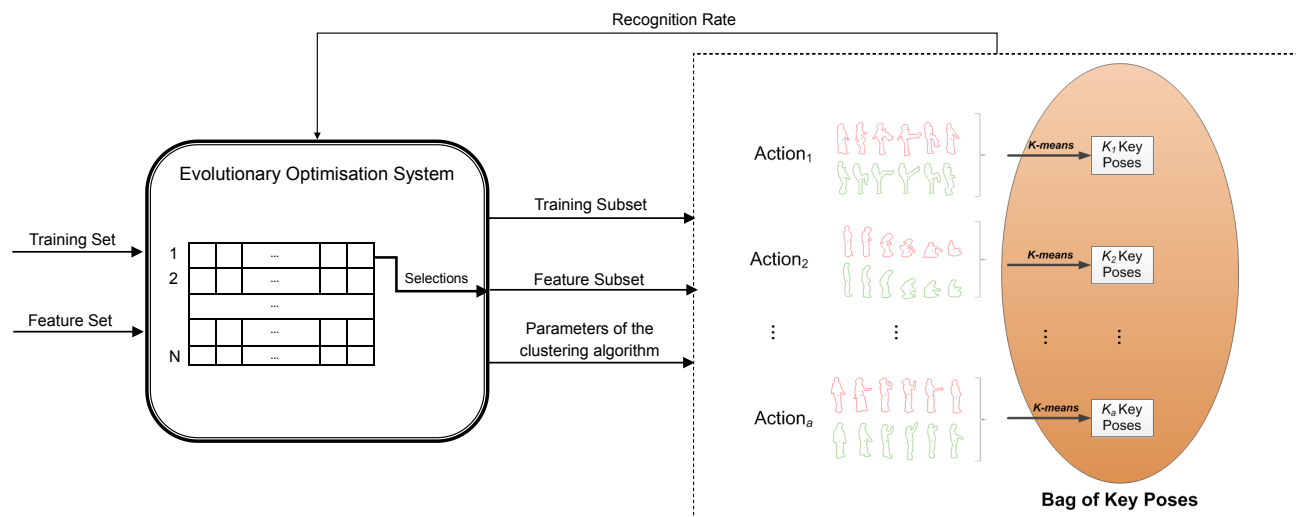 Recognition Rate
Evolutionary Optimisation System
Training Set
Feature Set
1
...
2
...
...
...
N
...
Selections
Training Subset
Feature Subset
Parameters of the
clustering algorithm
Action1
K-means
K1 Key
Poses
Action2
K-means
K2 Key
Poses
...
...
...
...
Actiona
K-means
Ka Key
Poses
Bag of Key Poses